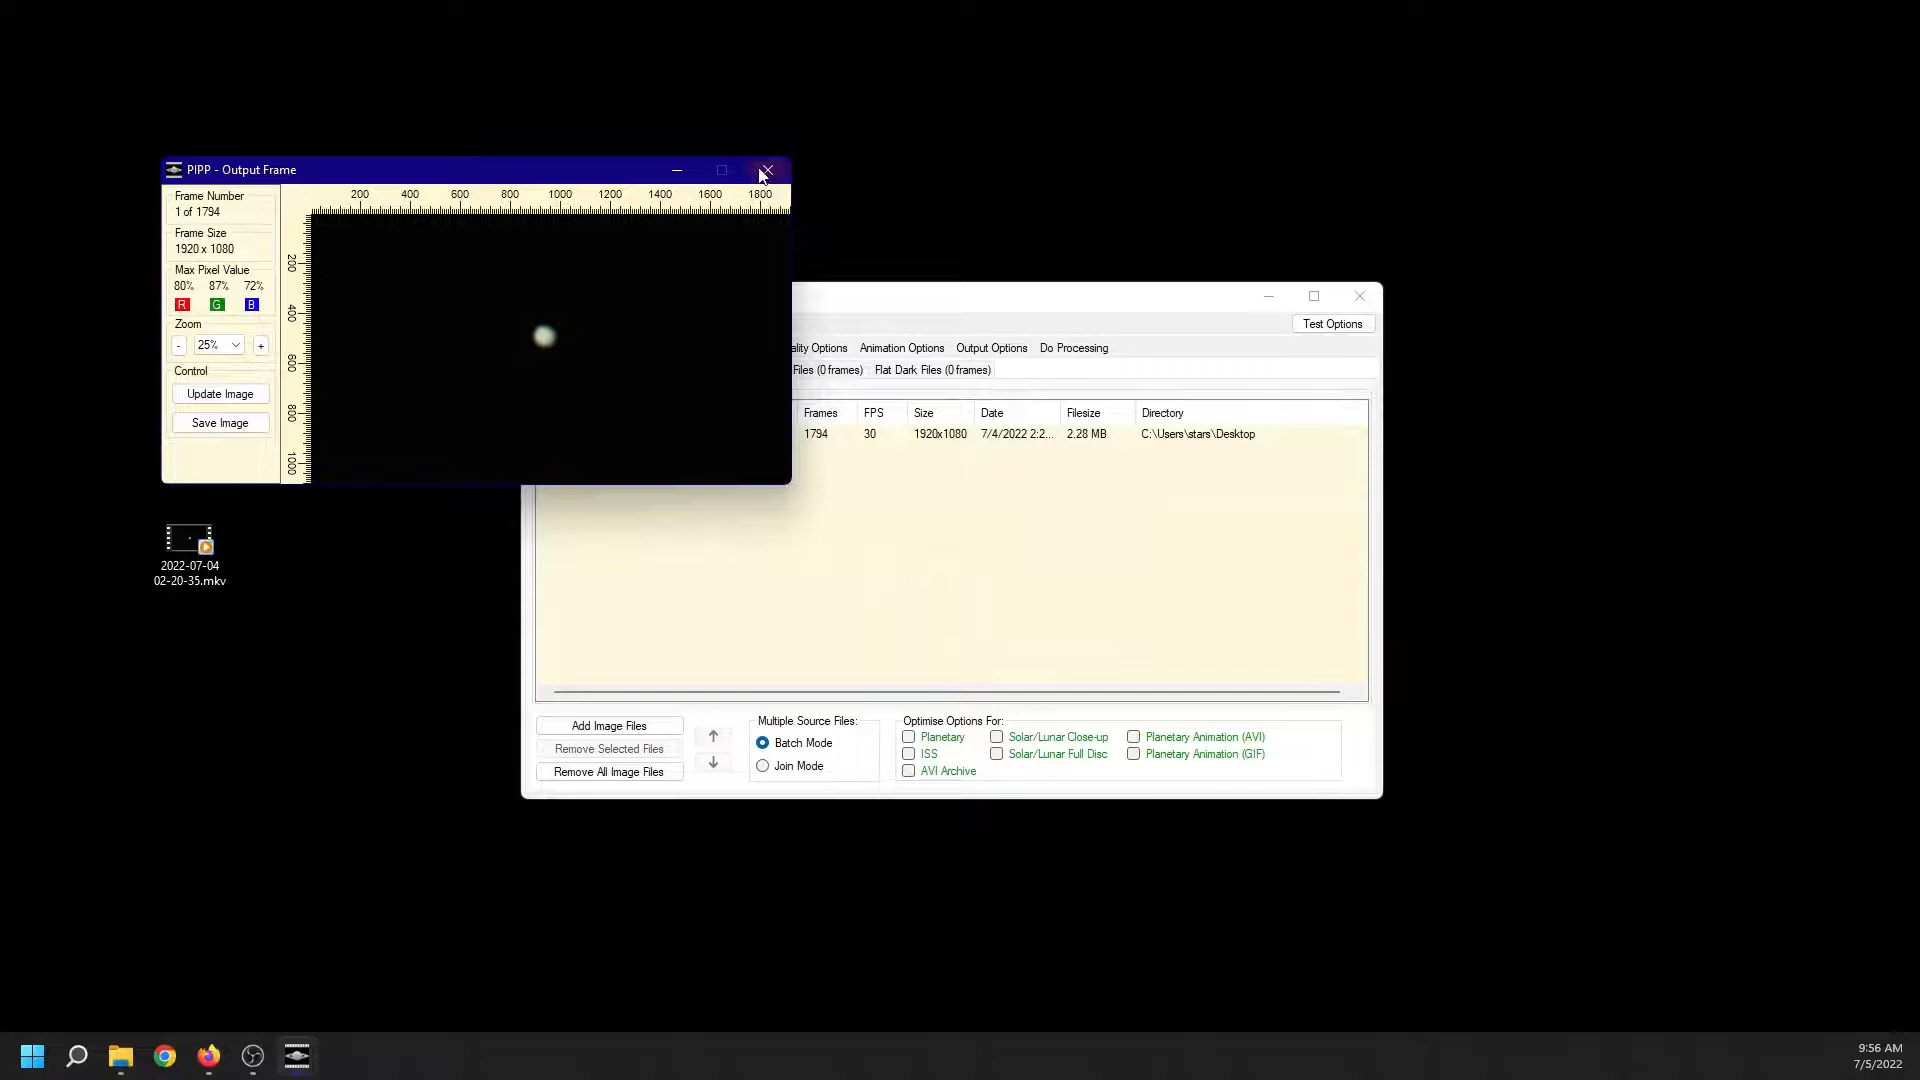 PIPP - Output Frame
Frame Number
1 of 1794
Frame Size
1920 x 1080
Max Pixel Value
80% 87% 72%
R G B
Zoom
- 25% +
Control
Update Image
Save Image
200 400 600 800 1000 1200 1400 1600 1800
200
400
600
800
1000
Test Options
ality Options Animation Options Output Options Do Processing
Files (0 frames) Flat Dark Files (0 frames)
Frames FPS Size Date Filesize Directory
1794 30 1920x1080 7/4/2022 2:2... 2.28 MB C:\Users\stars\Desktop
2022-07-04
02-20-35.mkv
Add Image Files
Remove Selected Files
Remove All Image Files
Multiple Source Files:
Batch Mode
Join Mode
Optimise Options For:
Planetary Solar/Lunar Close-up Planetary Animation (AVI)
ISS Solar/Lunar Full Disc Planetary Animation (GIF)
AVI Archive
9:56 AM
7/5/2022